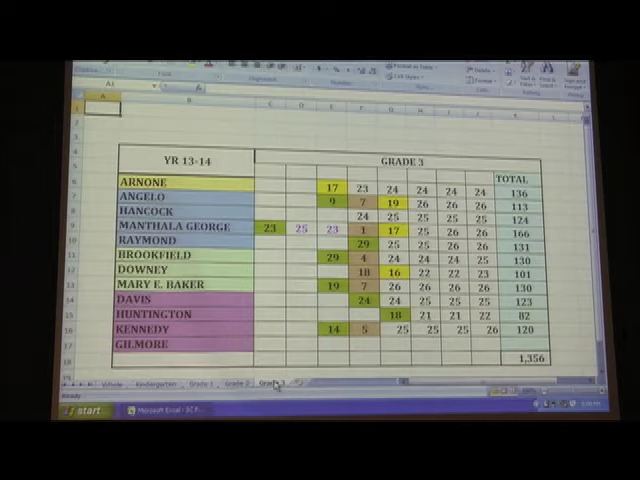 YR 13-14 GRADE 3
TOTAL
ARNONE 17 23 24 24 24 24 136
ANGELO 9 7 19 26 26 26 113
HANCOCK 24 25 25 25 25 124
MANTHALA GEORGE 23 25 23 1 17 25 26 26 166
RAYMOND 29 25 25 26 26 131
BROOKFIELD 29 4 24 24 24 25 130
DOWNEY 18 16 22 22 23 101
MARY E. BAKER 19 7 26 26 26 26 130
DAVIS 24 24 25 25 25 123
HUNTINGTON 18 21 21 22 82
KENNEDY 14 5 25 25 25 26 120
GILMORE
1,356
Whole Kindergarten Grade 1 Grade 2 Grade 3
Ready
start Microsoft Excel